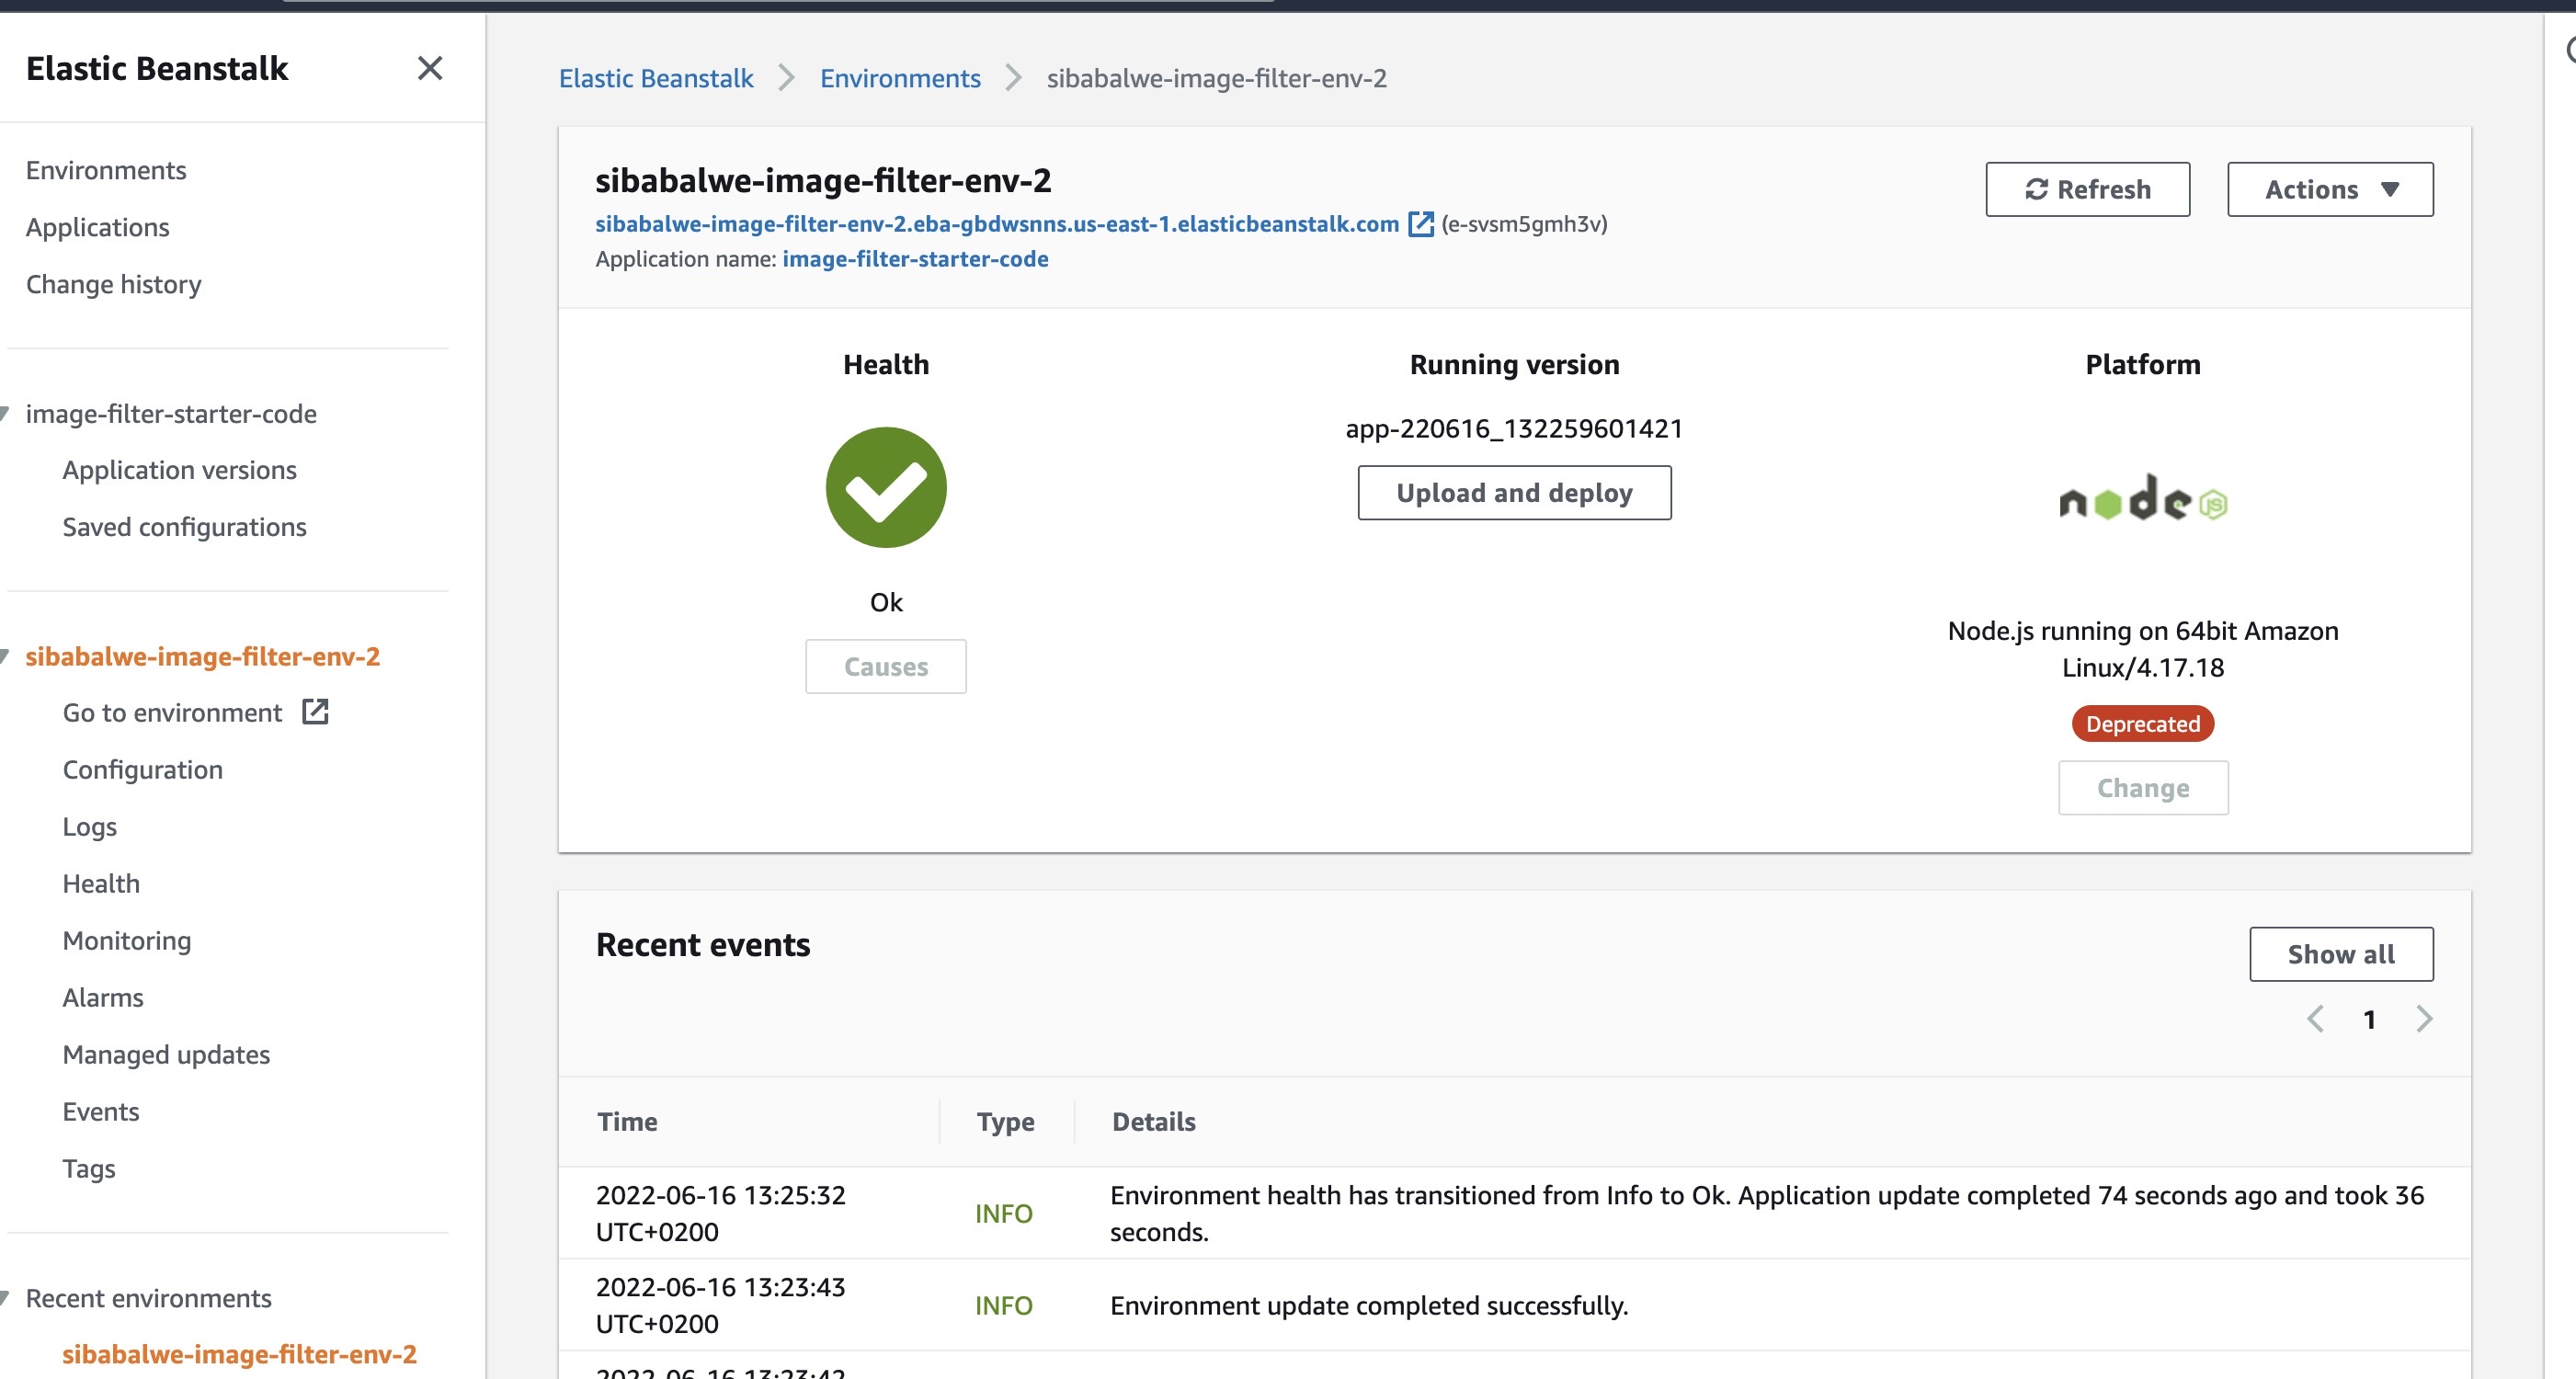 Elastic Beanstalk
Environments
Applications
Change history
image-filter-starter-code
Application versions
Saved configurations
sibabalwe-image-filter-env-2
Go to environment
Configuration
Logs
Health
Monitoring
Alarms
Managed updates
Events
Tags
Recent environments
sibabalwe-image-filter-env-2
Elastic Beanstalk > Environments > sibabalwe-image-filter-env-2
sibabalwe-image-filter-env-2
sibabalwe-image-filter-env-2.eba-gbdwsnns.us-east-1.elasticbeanstalk.com (e-svsm5gmh3v)
Application name: image-filter-starter-code
Refresh
Actions
Health
Ok
Causes
Running version
app-220616_132259601421
Upload and deploy
Platform
node JS
Node.js running on 64bit Amazon
Linux/4.17.18
Deprecated
Change
Recent events
Show all
1
Time Type Details
2022-06-16 13:25:32
UTC+0200
INFO
Environment health has transitioned from Info to Ok. Application update completed 74 seconds ago and took 36
seconds.
2022-06-16 13:23:43
UTC+0200
INFO
Environment update completed successfully.
2022-06-16 13:23:42